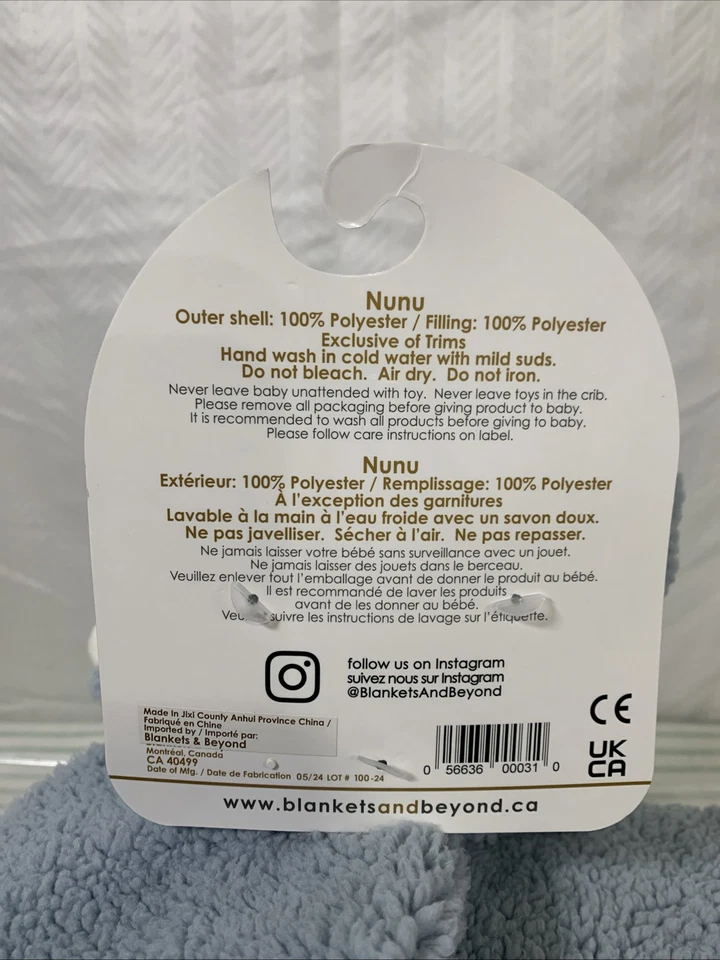 Nunu
Outer shell: 100% Polyester / Filling: 100% Polyester
Exclusive of Trims
Hand wash in cold water with mild suds.
Do not bleach. Air dry. Do not iron.
Never leave baby unattended with toy. Never leave toys in the crib.
Please remove all packaging before giving product to baby.
It is recommended to wash all products before giving to baby.
Please follow care instructions on label.
Nunu
Extérieur: 100% Polyester / Remplissage: 100% Polyester
À l'exception des garnitures
Lavable à la main à l'eau froide avec un savon doux.
Ne pas javelliser. Sécher à l'air. Ne pas repasser.
Ne jamais laisser votre bébé sans surveillance avec un jouet.
Ne jamais laisser des jouets dans le berceau.
Veuillez enlever tout l'emballage avant de donner le produit au bébé.
Il est recommandé de laver les produits
avant de les donner au bébé.
suivre les instructions de lavage sur l'étiquette.
follow us on Instagram
suivez nous sur Instagram
@BlanketsAndBeyond
Made in Jixi County Anhui Province China /
Fabriqué en Chine
Imported by / Importé par:
Blankets & Beyond
Montréal, Canada
CA 40499
Date of Mfg. / Date de Fabrication 05/24 LOT # 100-24
0 56636 00031 0
CE
UK
CA
www.blanketsandbeyond.ca